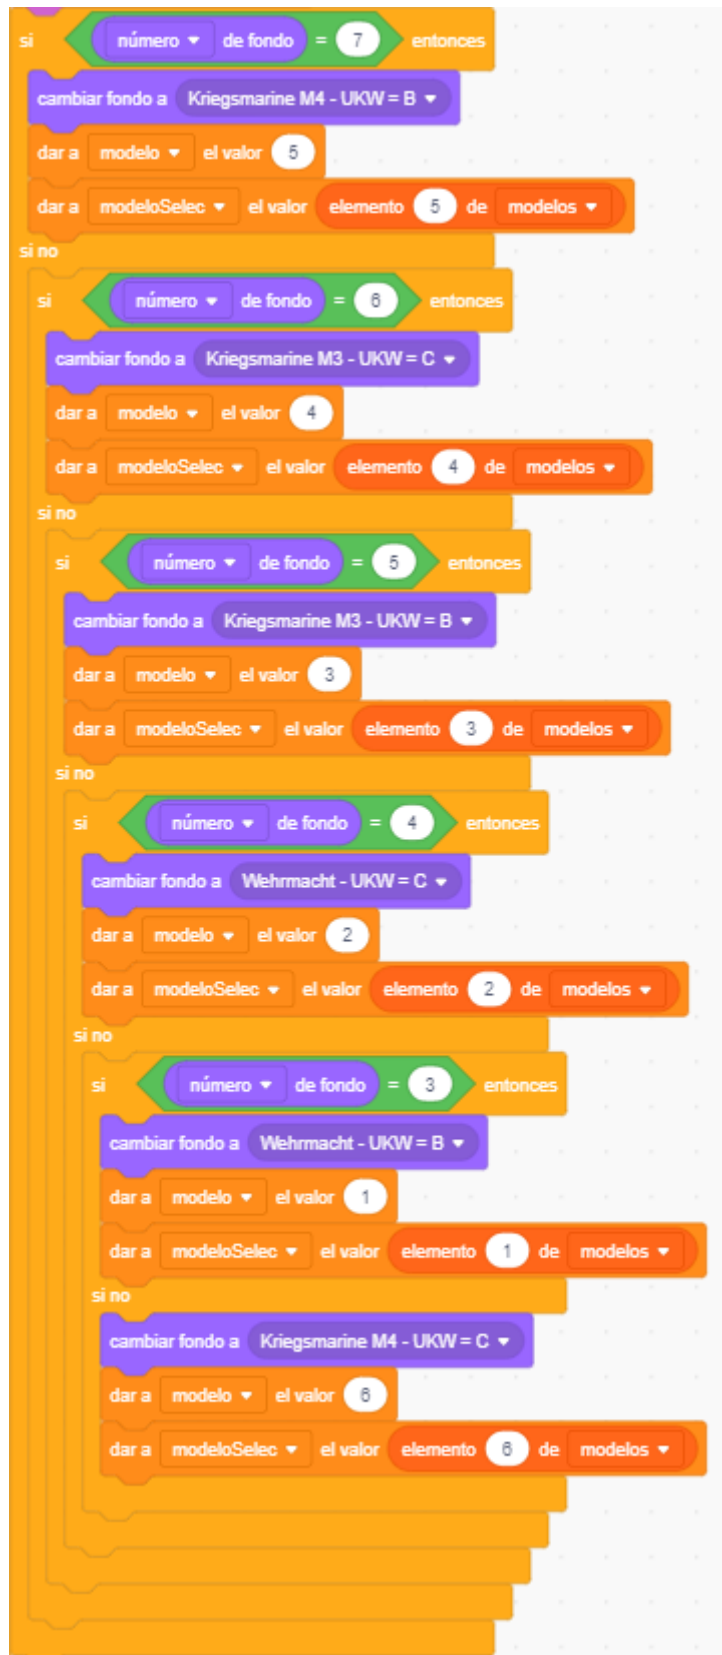 si número de fondo = 7 entonces
cambiar fondo a Kriegsmarine M4 - UKW = B
dar a modelo el valor 5
dar a modeloSelec el valor elemento 5 de modelos
si no
si número de fondo = 6 entonces
cambiar fondo a Kriegsmarine M3 - UKW = C
dar a modelo el valor 4
dar a modeloSelec el valor elemento 4 de modelos
si no
si número de fondo = 5 entonces
cambiar fondo a Kriegsmarine M3 - UKW = B
dar a modelo el valor 3
dar a modeloSelec el valor elemento 3 de modelos
si no
si número de fondo = 4 entonces
cambiar fondo a Wehrmacht - UKW = C
dar a modelo el valor 2
dar a modeloSelec el valor elemento 2 de modelos
si no
si número de fondo = 3 entonces
cambiar fondo a Wehrmacht - UKW = B
dar a modelo el valor 1
dar a modeloSelec el valor elemento 1 de modelos
si no
cambiar fondo a Kriegsmarine M4 - UKW = C
dar a modelo el valor 6
dar a modeloSelec el valor elemento 6 de modelos